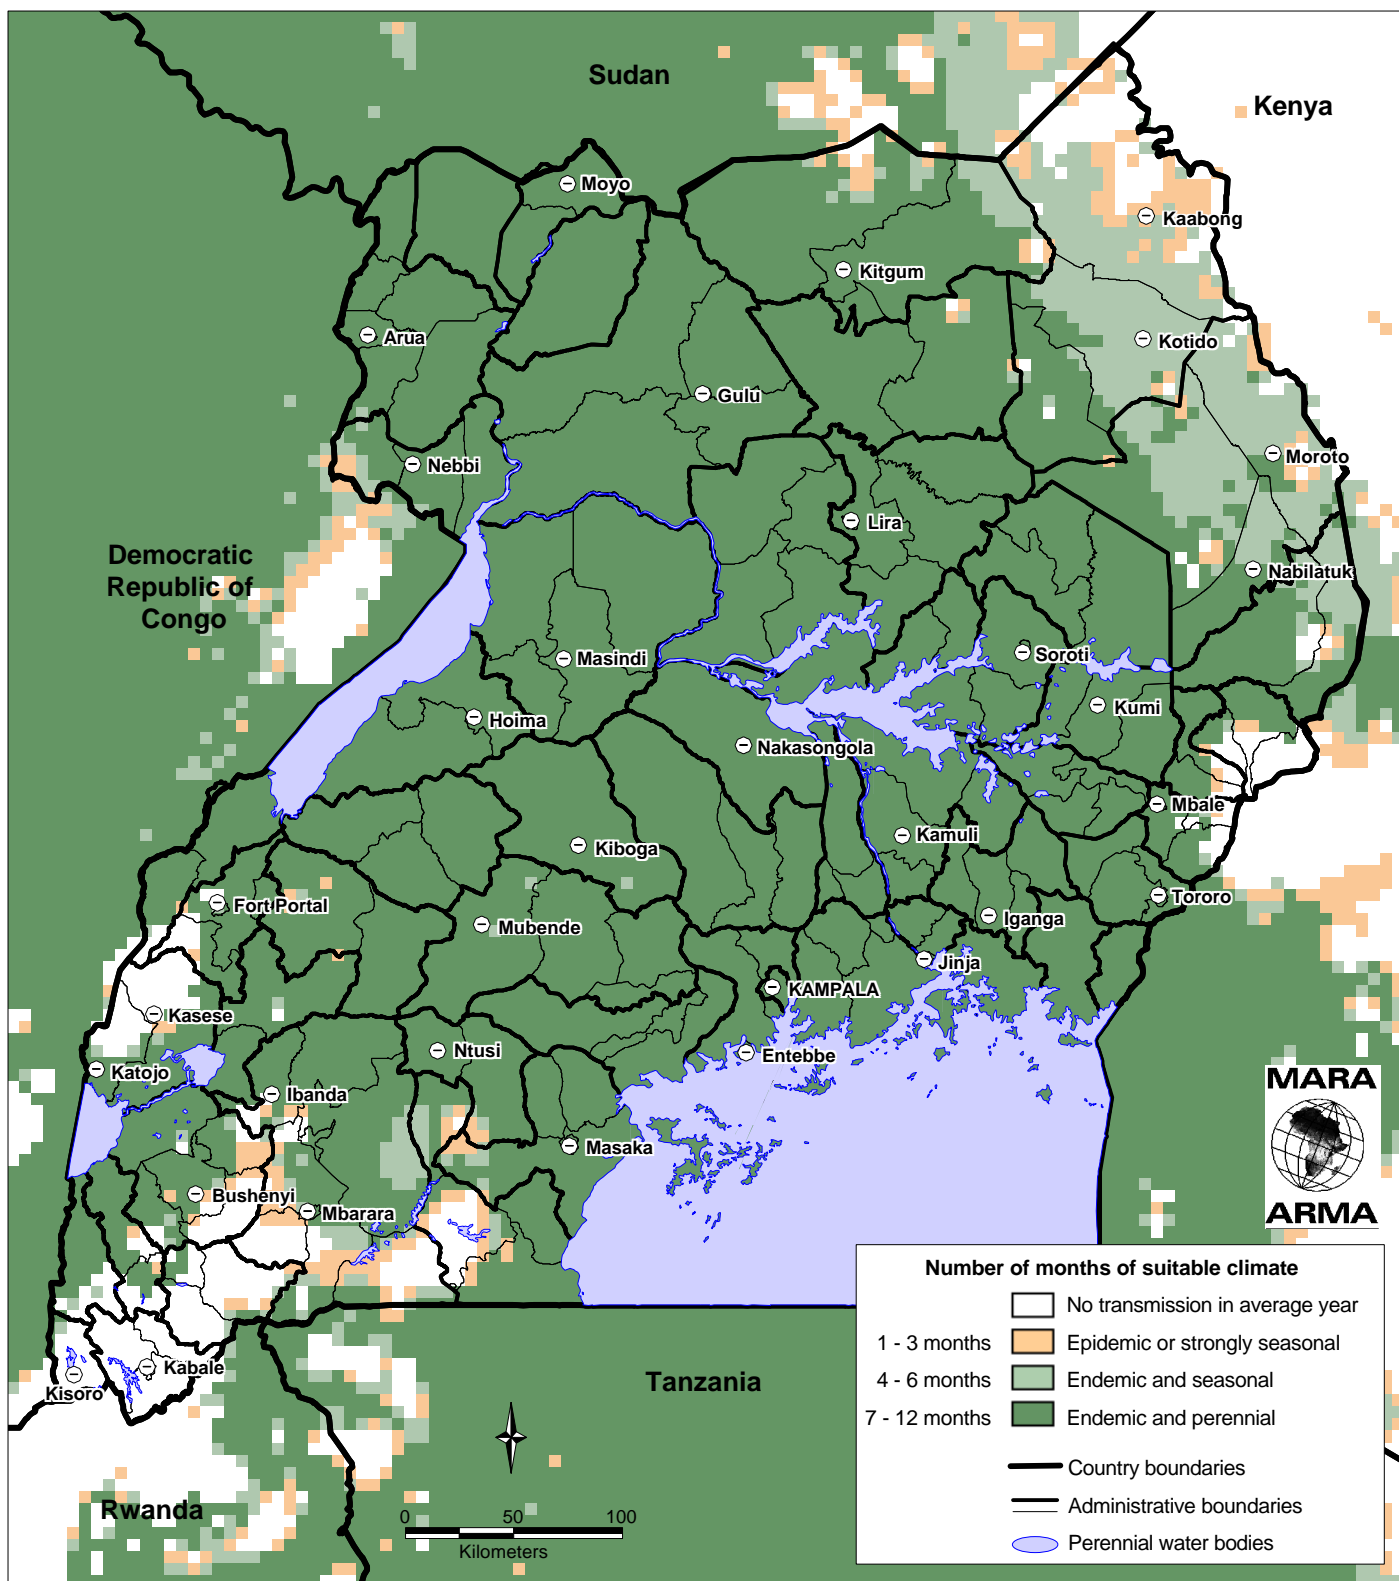 Sudan
Kenya
Moyo
Kaabong
Kitgum
Arua
Kotido
Gulu
Nebbi
Moroto
Lira
Democratic
Republic of
Congo
Nabilatuk
Masindi
Soroti
Hoima
Kumi
Nakasongola
Mbale
Kamuli
Kiboga
Fort Portal
Tororo
Mubende
Iganga
Jinja
KAMPALA
Kasese
Ntusi
Entebbe
Katojo
Ibanda
MARA
Masaka
Bushenyi
Mbarara
ARMA
Number of months of suitable climate
No transmission in average year
1 - 3 months Epidemic or strongly seasonal
4 - 6 months Endemic and seasonal
7 - 12 months Endemic and perennial
Country boundaries
Administrative boundaries
Perennial water bodies
Kabale
Kisoro
Tanzania
Rwanda
0 50 100
Kilometers